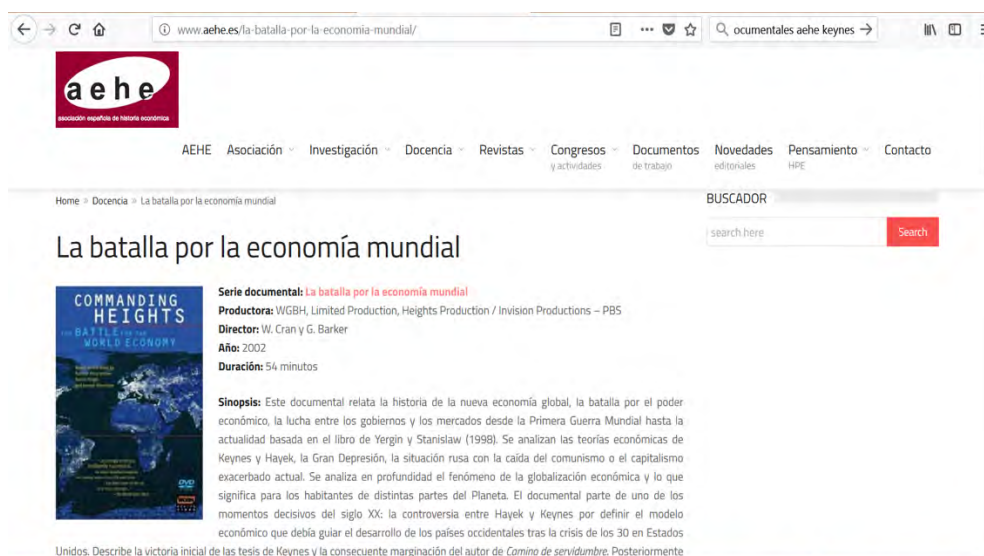 www.aehe.es/la-batalla-por-la-economia-mundial/
ocumentales aehe keynes
aehe
asociación española de historia económica
AEHE Asociación Investigación Docencia Revistas Congresos Documentos Novedades Pensamiento Contacto
y actividades de trabajo editoriales HPE
Home > Docencia > La batalla por la economía mundial
BUSCADOR
search here
Search
La batalla por la economía mundial
COMMANDING
HEIGHTS
THE BATTLE FOR THE
WORLD ECONOMY
DVD
Serie documental: La batalla por la economía mundial
Productora: WGBH, Limited Production, Heights Production / Invision Productions – PBS
Director: W. Cran y G. Barker
Año: 2002
Duración: 54 minutos
Sinopsis: Este documental relata la historia de la nueva economía global, la batalla por el poder
económico, la lucha entre los gobiernos y los mercados desde la Primera Guerra Mundial hasta la
actualidad basada en el libro de Yergin y Stanislaw (1998). Se analizan las teorías económicas de
Keynes y Hayek, la Gran Depresión, la situación rusa con la caída del comunismo o el capitalismo
exacerbado actual. Se analiza en profundidad el fenómeno de la globalización económica y lo que
significa para los habitantes de distintas partes del Planeta. El documental parte de uno de los
momentos decisivos del siglo XX: la controversia entre Hayek y Keynes por definir el modelo
económico que debía guiar el desarrollo de los países occidentales tras la crisis de los 30 en Estados
Unidos. Describe la victoria inicial de las tesis de Keynes y la consecuente marginación del autor de Camino de servidumbre. Posteriormente